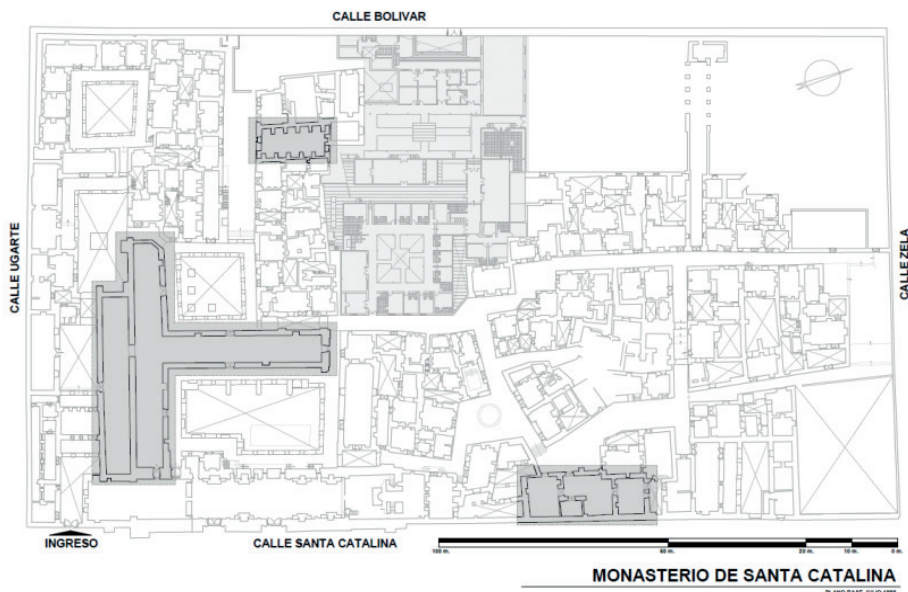 CALLE BOLIVAR
CALLE UGARTE
CALLE ZELA
INGRESO
CALLE SANTA CATALINA
100 m.
50 m.
20 m.
10 m.
0 m.
MONASTERIO DE SANTA CATALINA